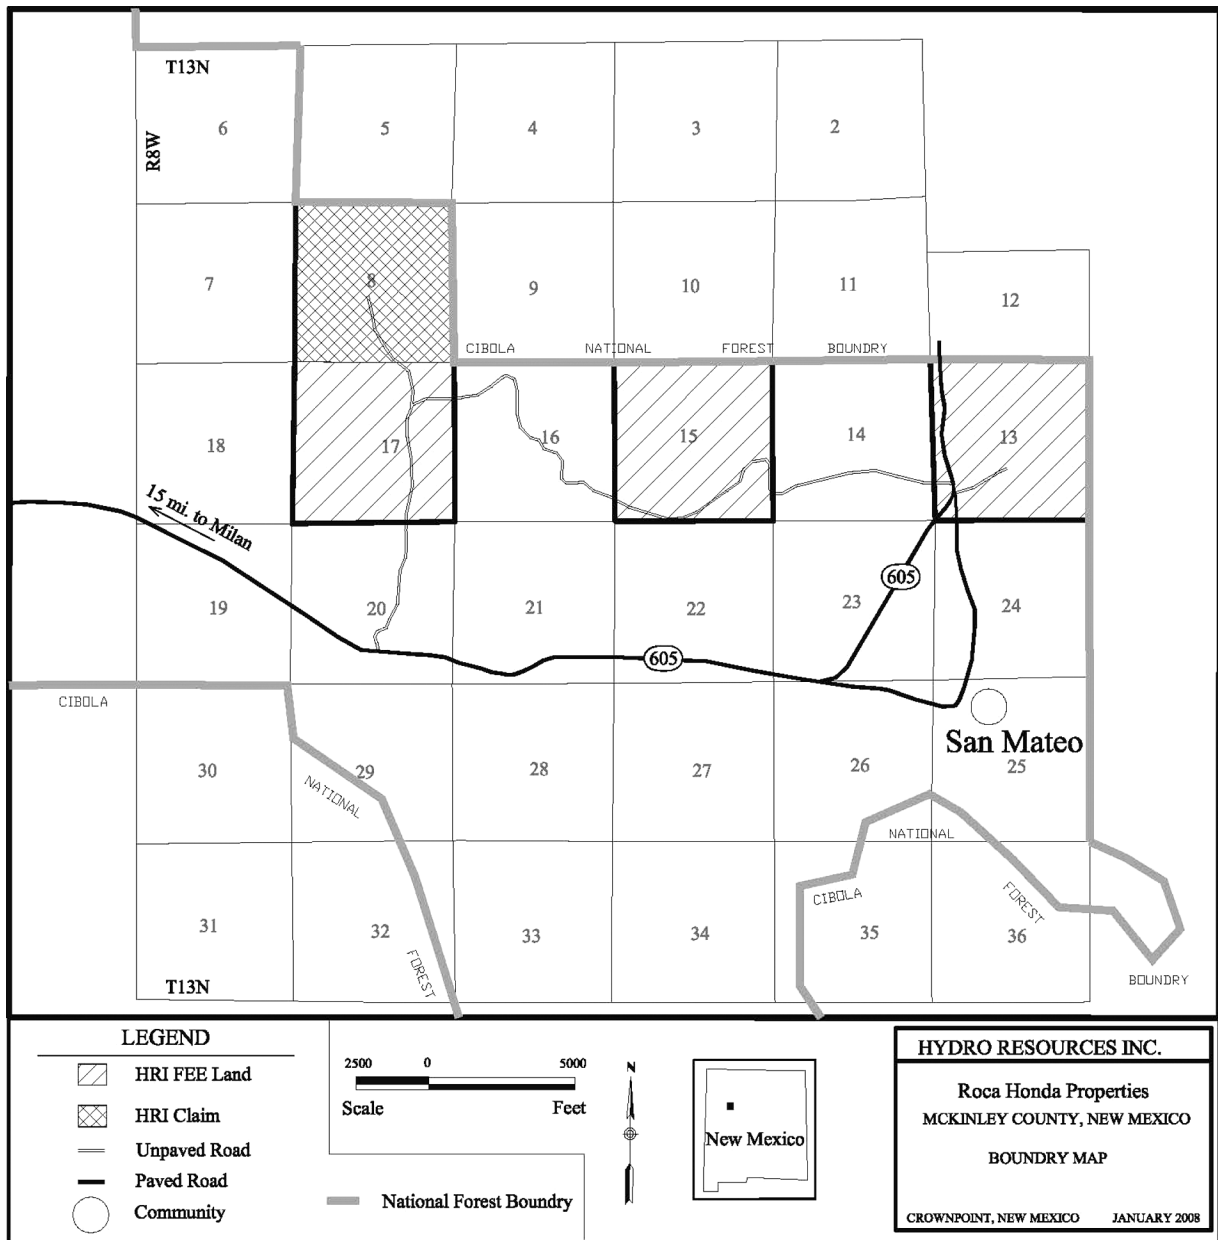 T13N
R8W
6
5
4
3
2
7
8
9
10
11
12
CIBOLA NATIONAL FOREST BOUNDRY
18
17
16
15
14
13
15 mi. to Milan
19
20
21
22
23
24
605
605
CIBOLA
San Mateo
30
29
28
27
26
25
NATIONAL
NATIONAL
CIBOLA
FOREST
31
32
33
34
35
36
FOREST
BOUNDRY
T13N
LEGEND
HRI FEE Land
HRI Claim
Unpaved Road
Paved Road
Community
2500 0 5000
Scale Feet
National Forest Boundry
N
New Mexico
HYDRO RESOURCES INC.
Roca Honda Properties
MCKINLEY COUNTY, NEW MEXICO
BOUNDRY MAP
CROWNPOINT, NEW MEXICO JANUARY 2008